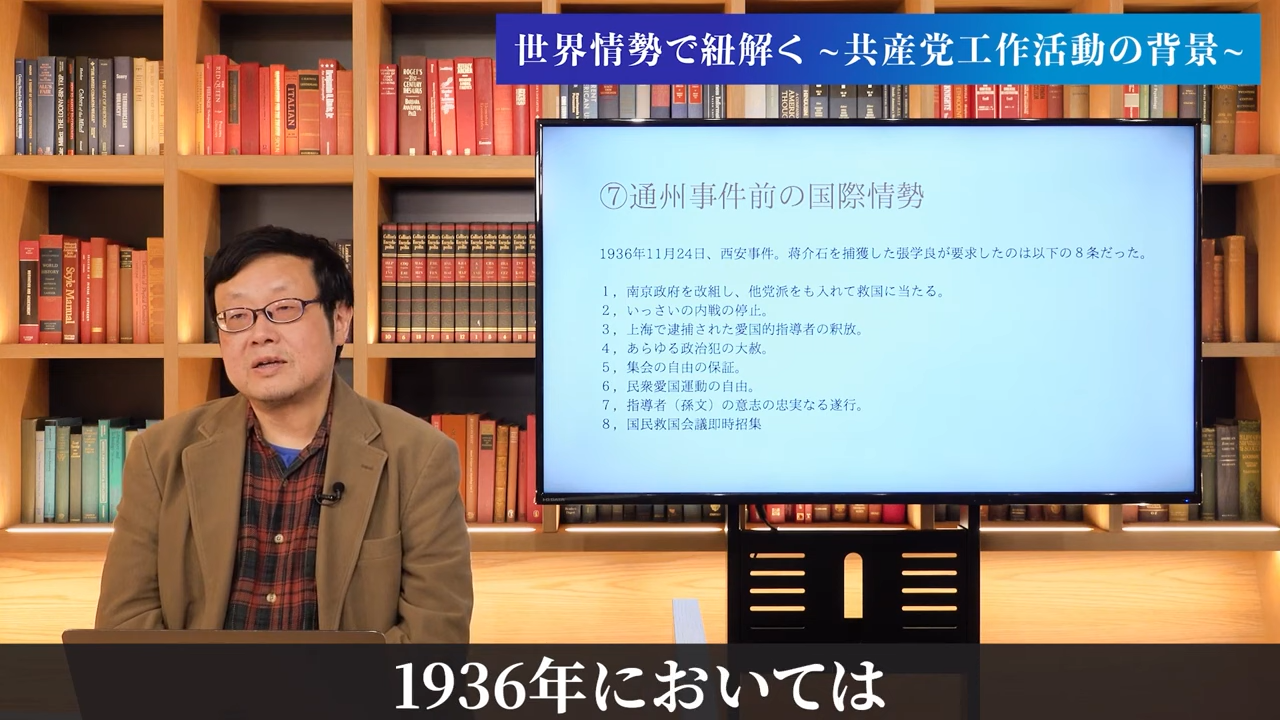 世界情勢で紐解く ~共産党工作活動の背景~
⑦通州事件前の国際情勢
1936年11月24日、西安事件。蒋介石を捕獲した張学良が要求したのは以下の８条だった。
１，南京政府を改組し、他党派をも入れて救国に当たる。
２，いっさいの内戦の停止。
３，上海で逮捕された愛国的指導者の釈放。
４，あらゆる政治犯の大赦。
５，集会の自由の保証。
６，民衆愛国運動の自由。
７，指導者（孫文）の意志の忠実なる遂行。
８，国民救国会議即時招集
ITALIAN
Style Manual
1936年においては